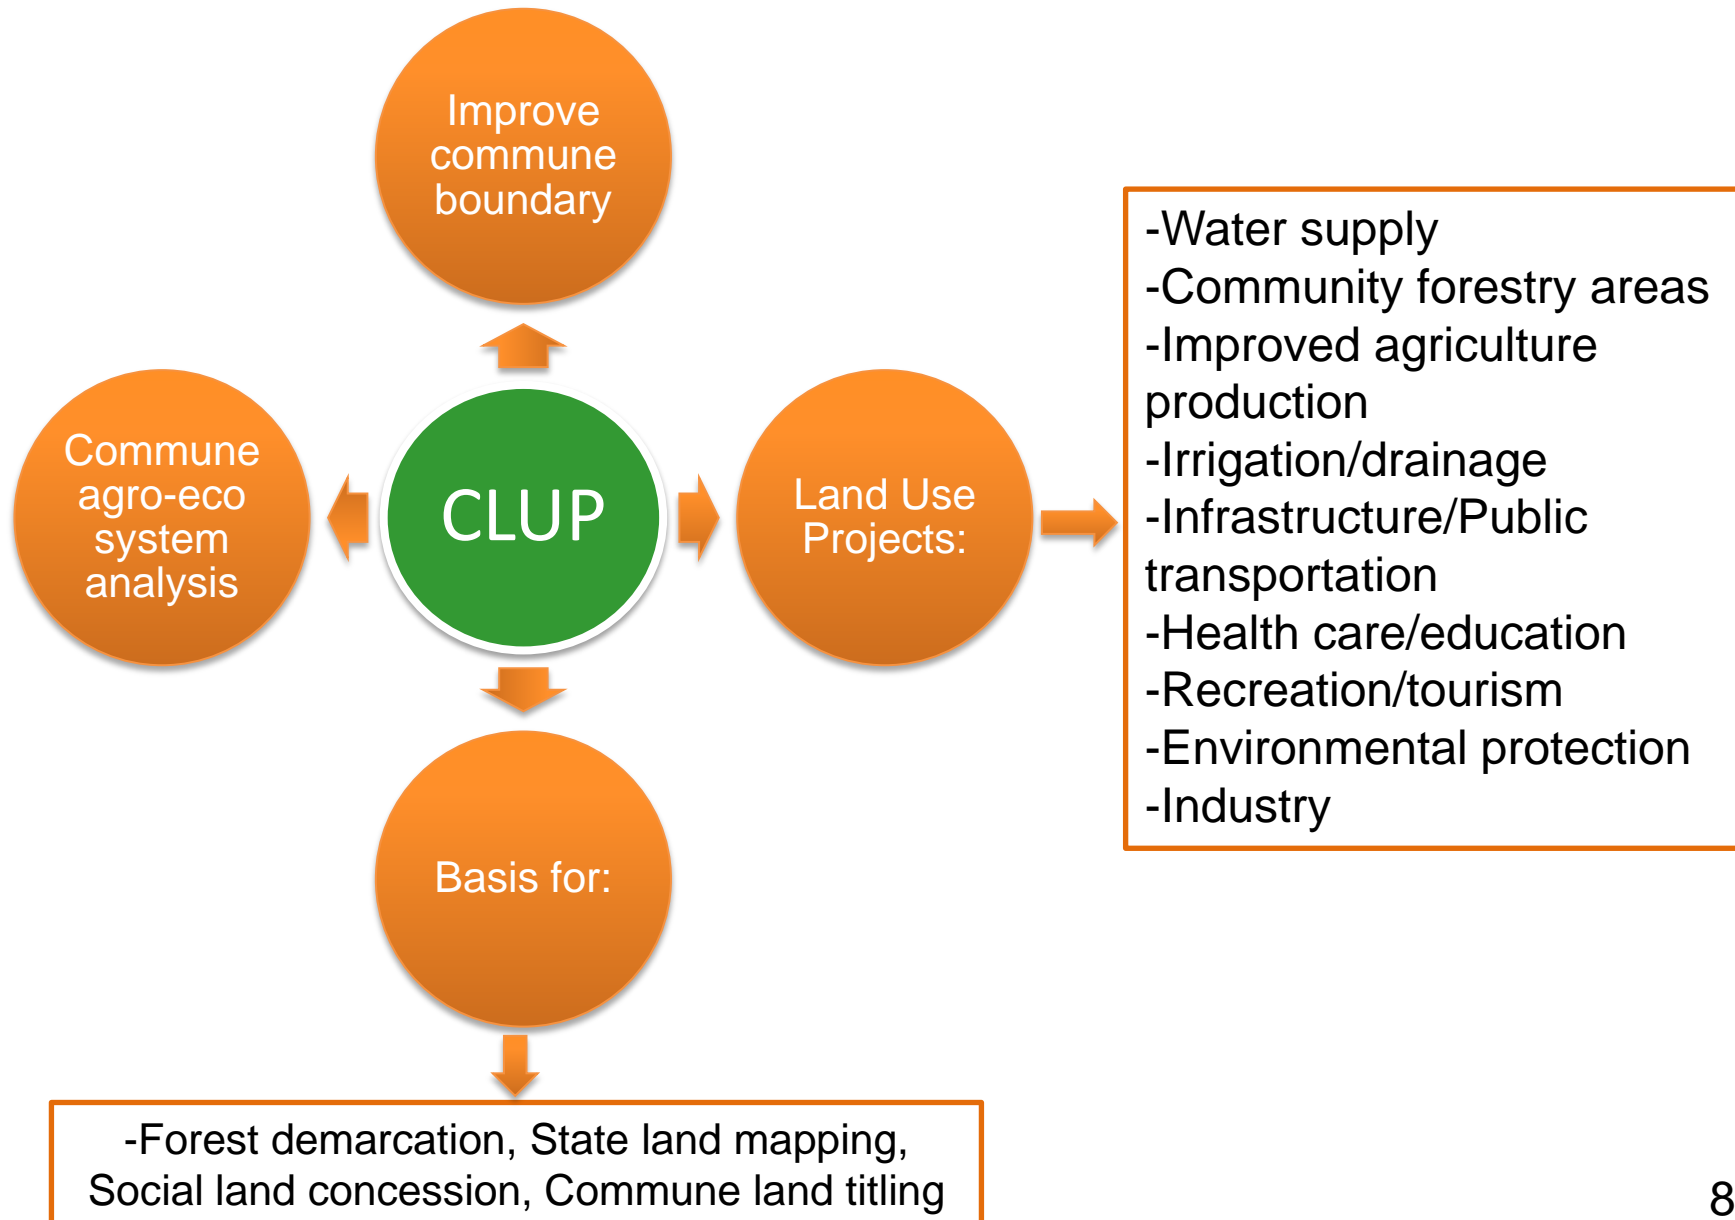 Improve
commune
boundary
Commune
agro-eco
system
analysis
CLUP
Land Use
Projects:
-Water supply
-Community forestry areas
-Improved agriculture
production
-Irrigation/drainage
-Infrastructure/Public
transportation
-Health care/education
-Recreation/tourism
-Environmental protection
-Industry
Basis for:
-Forest demarcation, State land mapping,
Social land concession, Commune land titling
8